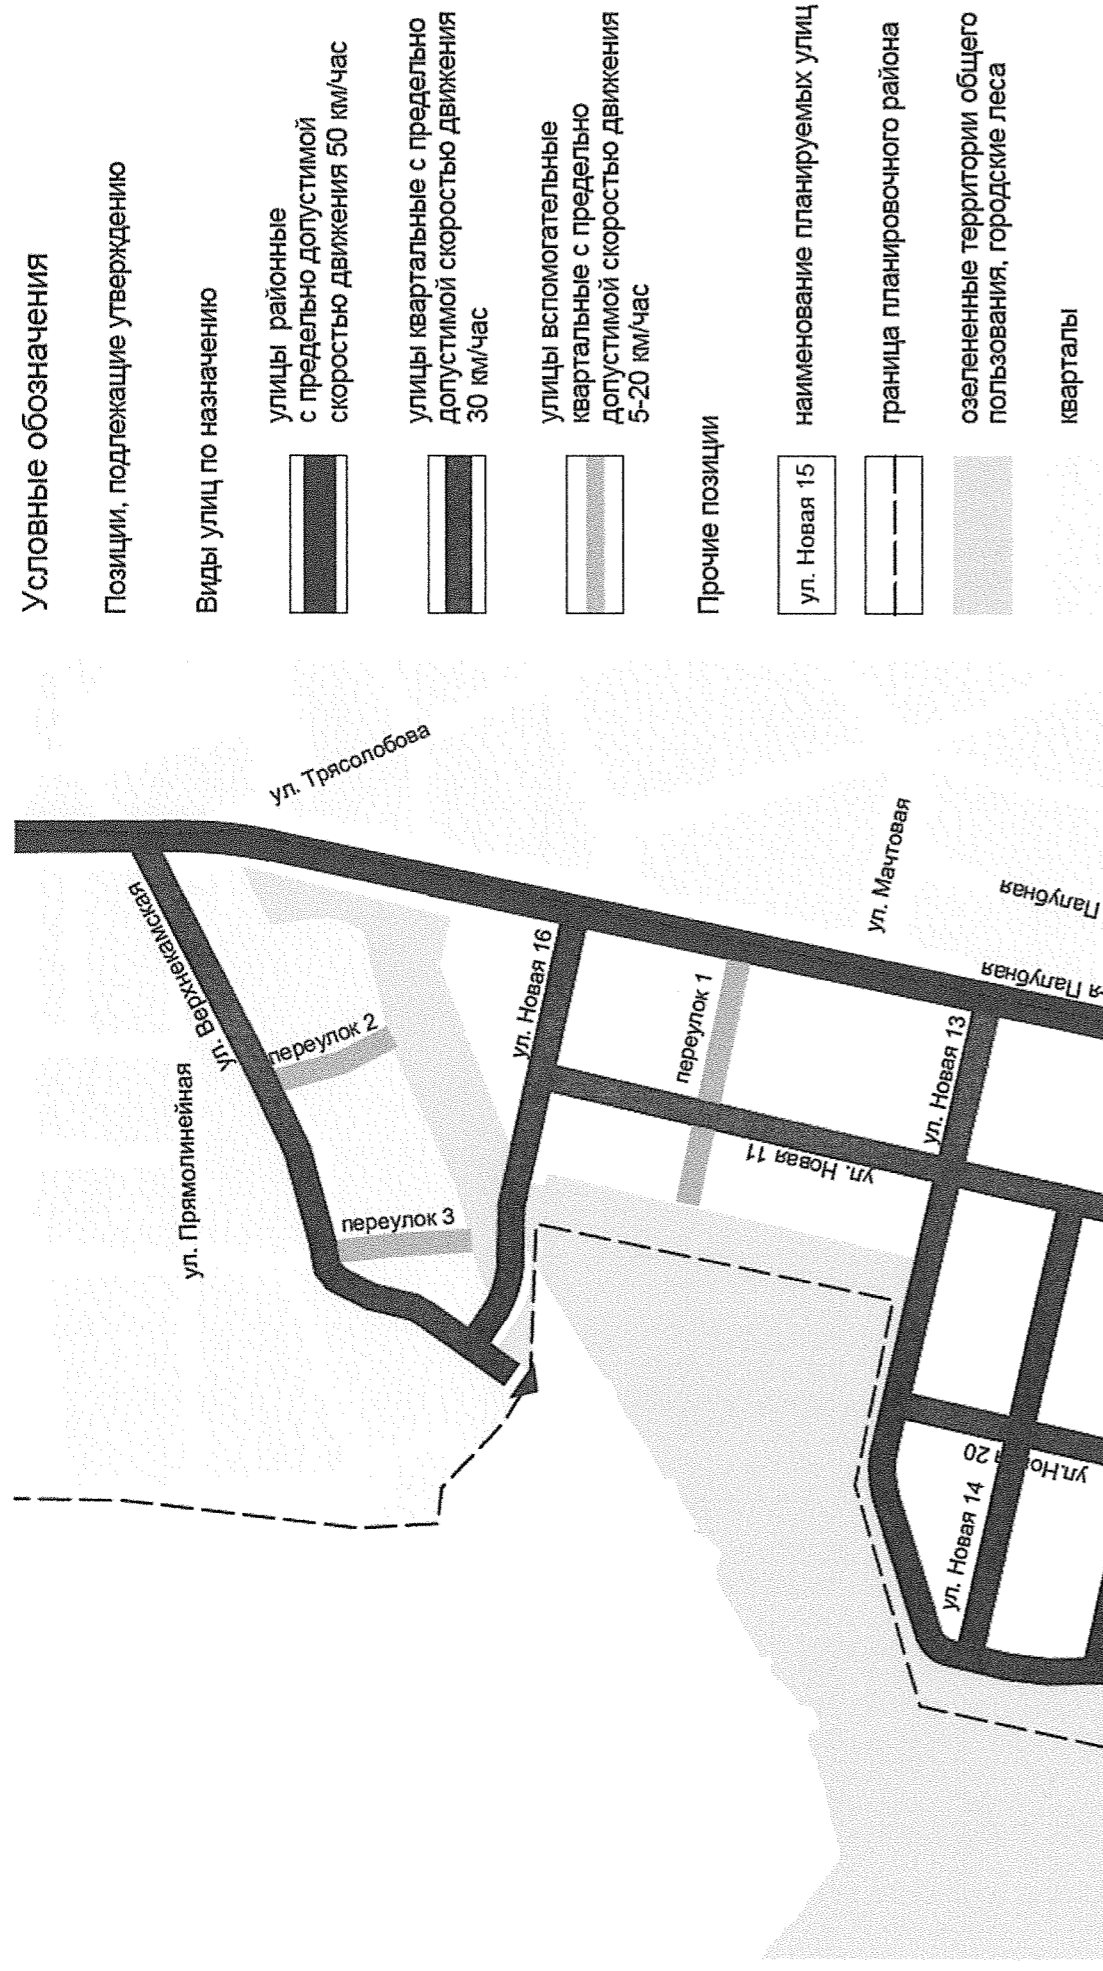 Условные обозначения
Позиции, подлежащие утверждению
Виды улиц по назначению
улицы районные
с предельно допустимой
скоростью движения 50 км/час
улицы квартальные с предельно
допустимой скоростью движения
30 км/час
улицы вспомогательные
квартальные с предельно
допустимой скоростью движения
5-20 км/час
Прочие позиции
ул. Новая 15
наименование планируемых улиц
граница планировочного района
озелененные территории общего
пользования, городские леса
кварталы
ул. Трясолобова
ул. Верхнекамская
ул. Прямолинейная
переулок 2
переулок 3
ул. Новая 16
переулок 1
ул. Новая 11
ул. Мачтовая
Палубная
-я Палубная
ул. Новая 13
20
ул. Новая 14